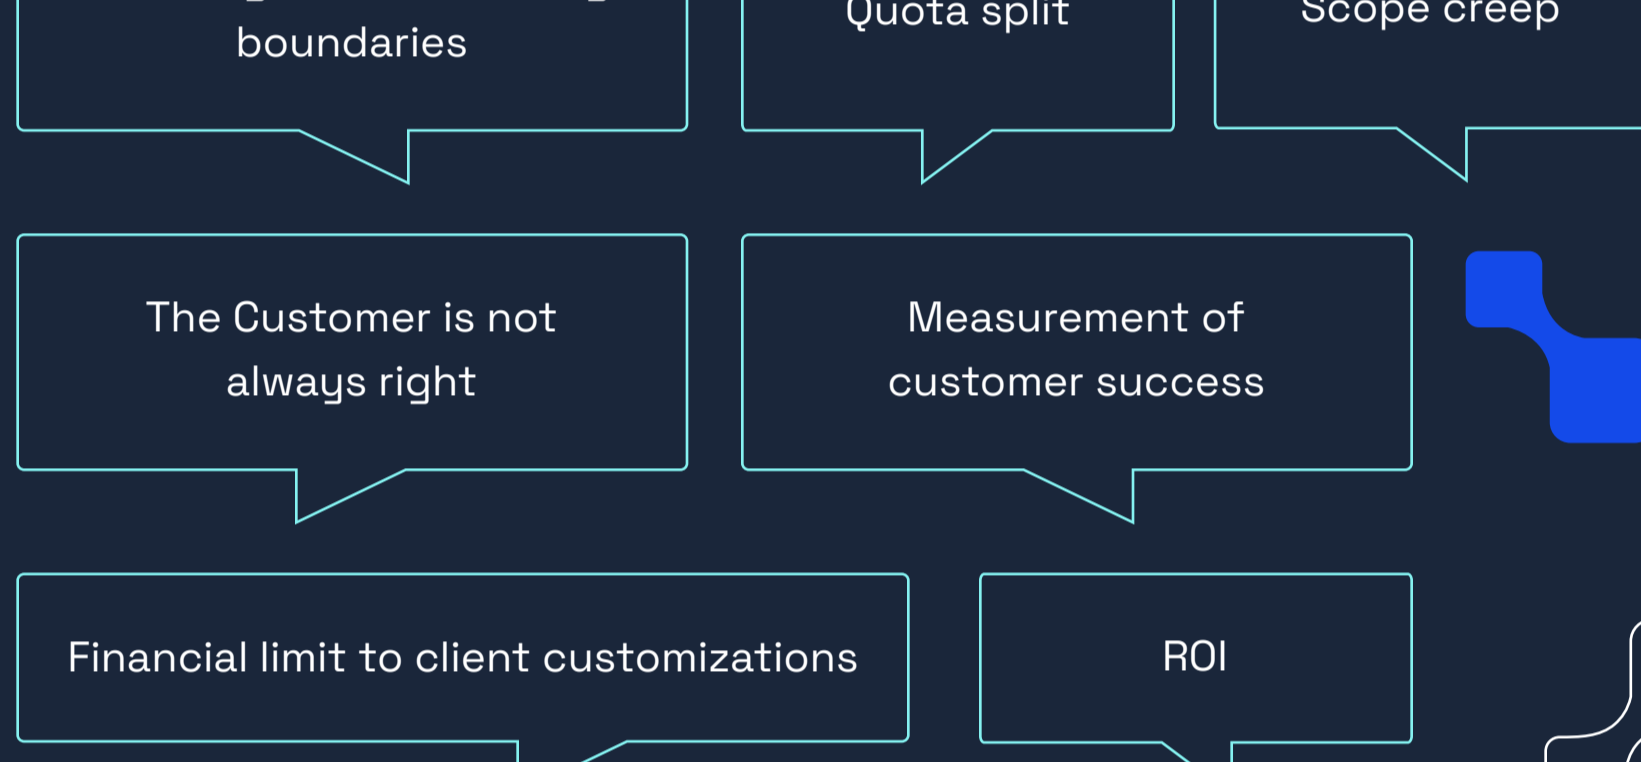 boundaries
Quota split
Scope creep
The Customer is not
always right
Measurement of
customer success
Financial limit to client customizations
ROI